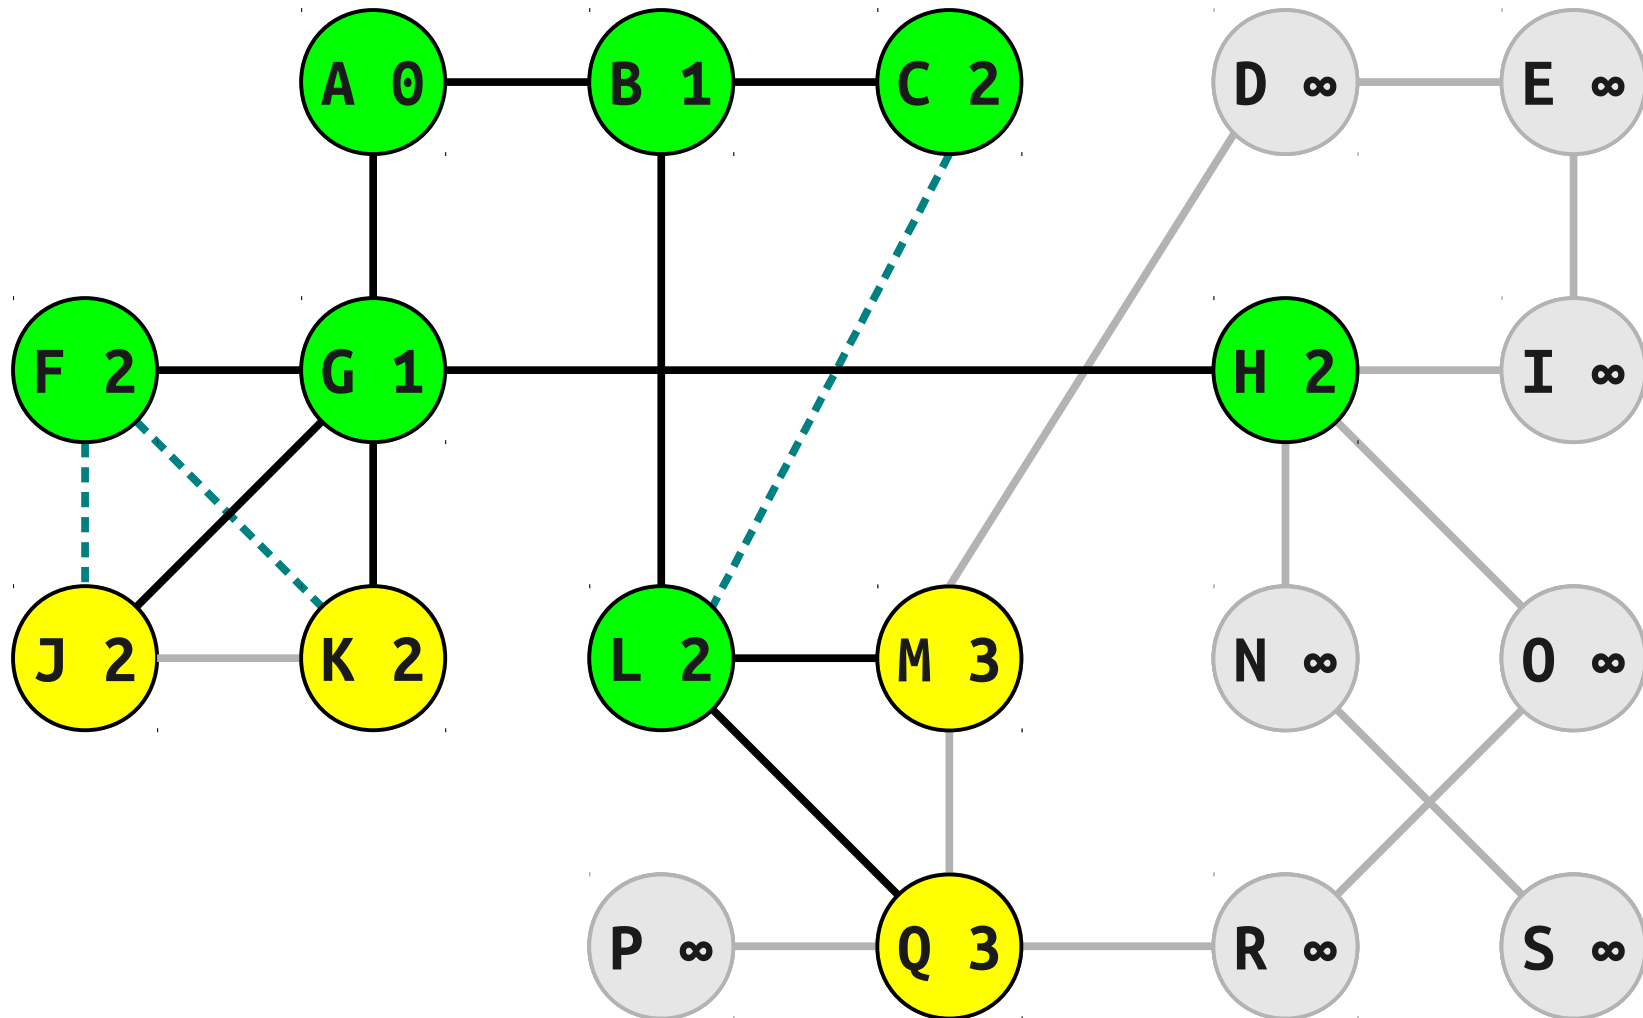 A 0 B 1 C 2 D ∞ E ∞
F 2 G 1 H 2 I ∞
J 2 K 2 L 2 M 3 N ∞ O ∞
P ∞ Q 3 R ∞ S ∞